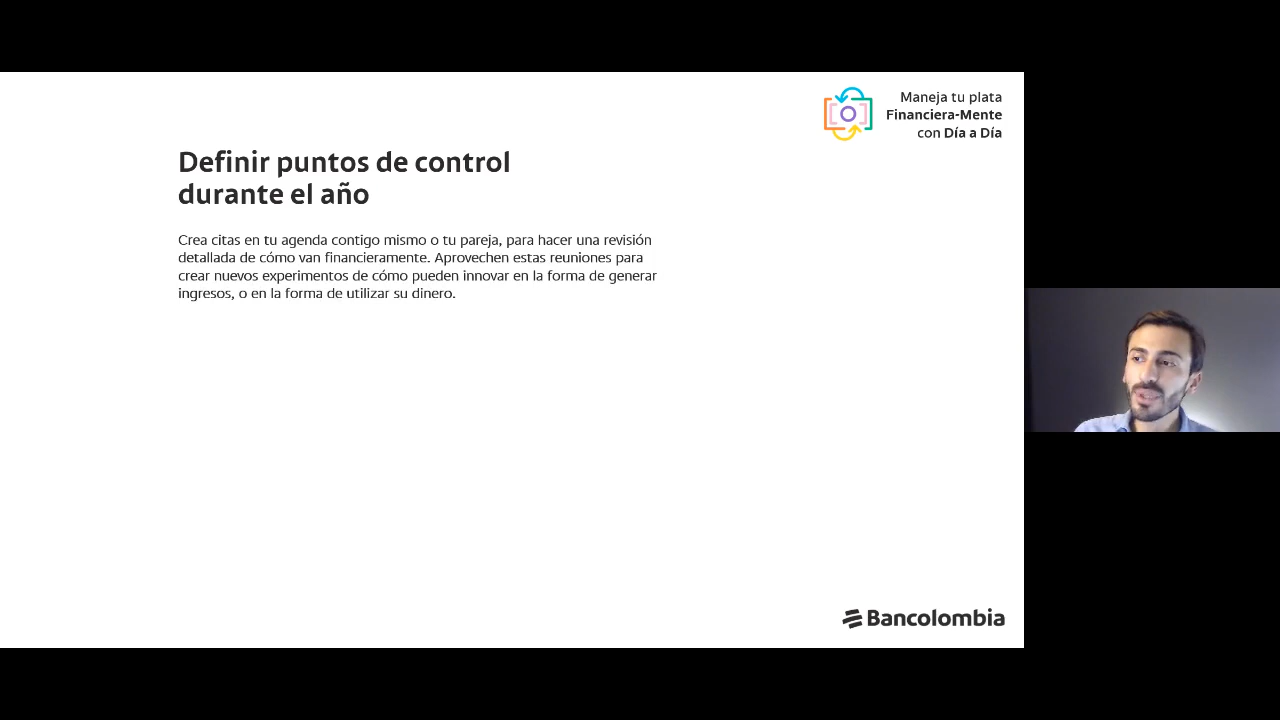 Maneja tu plata
Financiera-Mente
con Día a Día
Definir puntos de control
durante el año
Crea citas en tu agenda contigo mismo o tu pareja, para hacer una revisión
detallada de cómo van financieramente. Aprovechen estas reuniones para
crear nuevos experimentos de cómo pueden innovar en la forma de generar
ingresos, o en la forma de utilizar su dinero.
Bancolombia